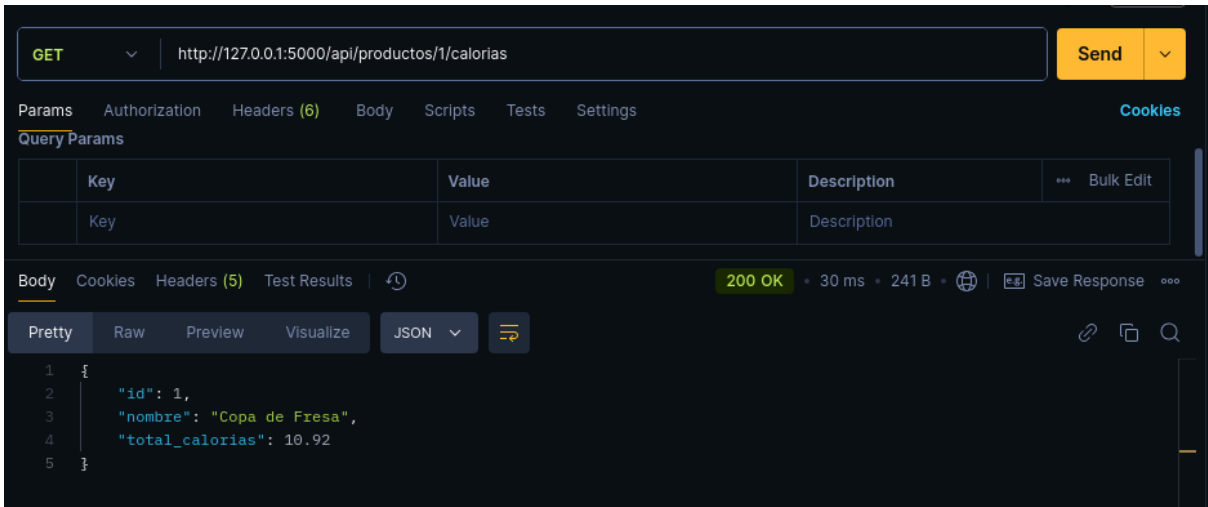 GET http://127.0.0.1:5000/api/productos/1/calorias Send
Params Authorization Headers (6) Body Scripts Tests Settings Cookies
Query Params
Key Value Description Bulk Edit
Key Value Description
Body Cookies Headers (5) Test Results 200 OK 30 ms 241 B e.g. Save Response
Pretty Raw Preview Visualize JSON
1 {
2 "id": 1,
3 "nombre": "Copa de Fresa",
4 "total_calorias": 10.92
5 }